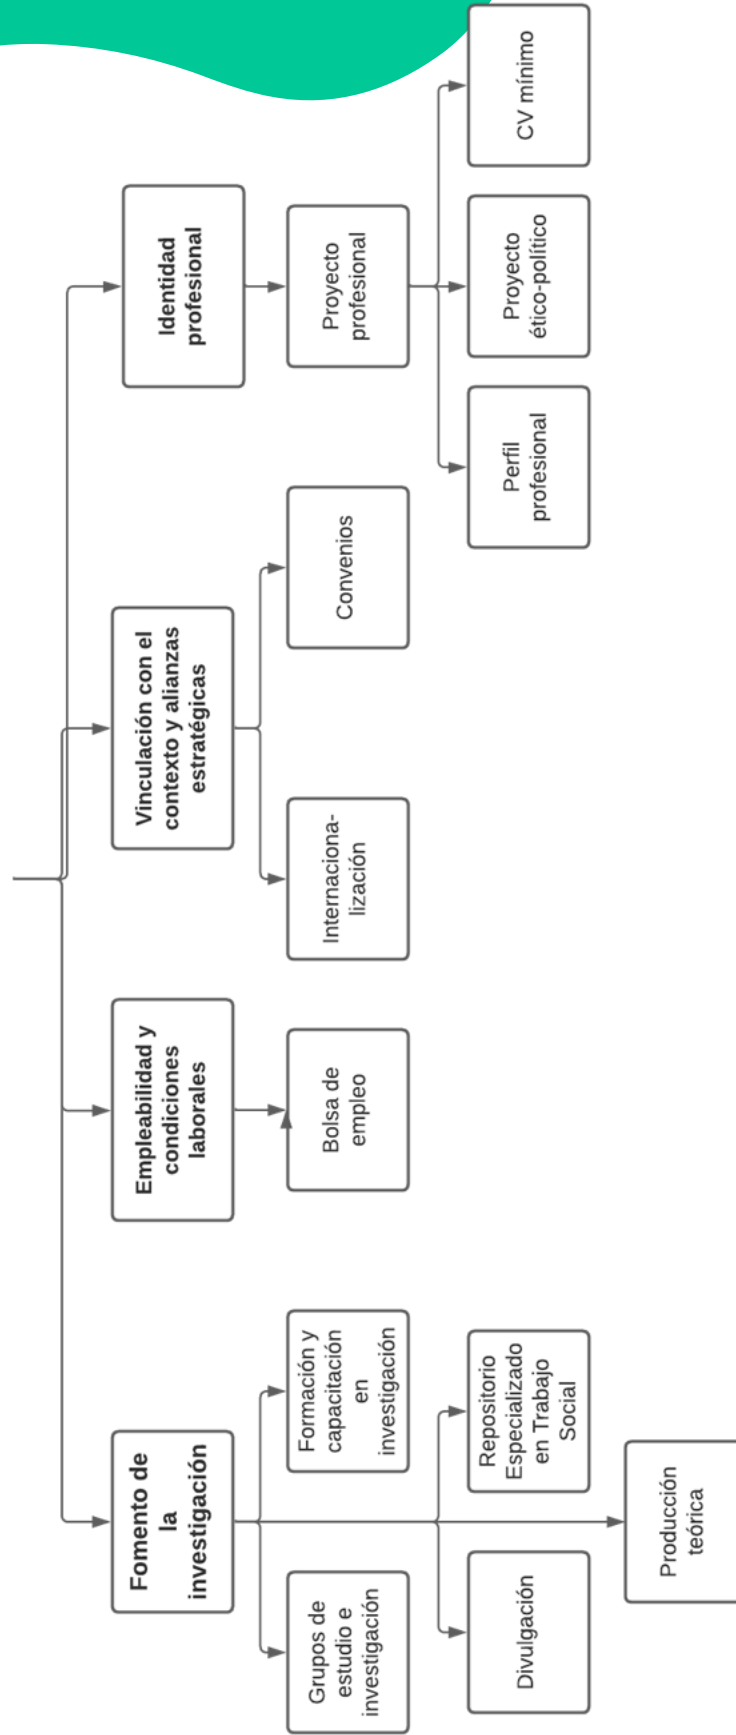 Fomento de
la
investigación
Empleabilidad y
condiciones
laborales
Vinculación con el
contexto y alianzas
estratégicas
Identidad
profesional
Grupos de
estudio e
investigación
Formación y
capacitación
en
investigación
Bolsa de
empleo
Internaciona-
lización
Convenios
Proyecto
profesional
Divulgación
Repositorio
Especializado
en Trabajo
Social
Perfil
profesional
Proyecto
ético-político
CV mínimo
Producción
teórica